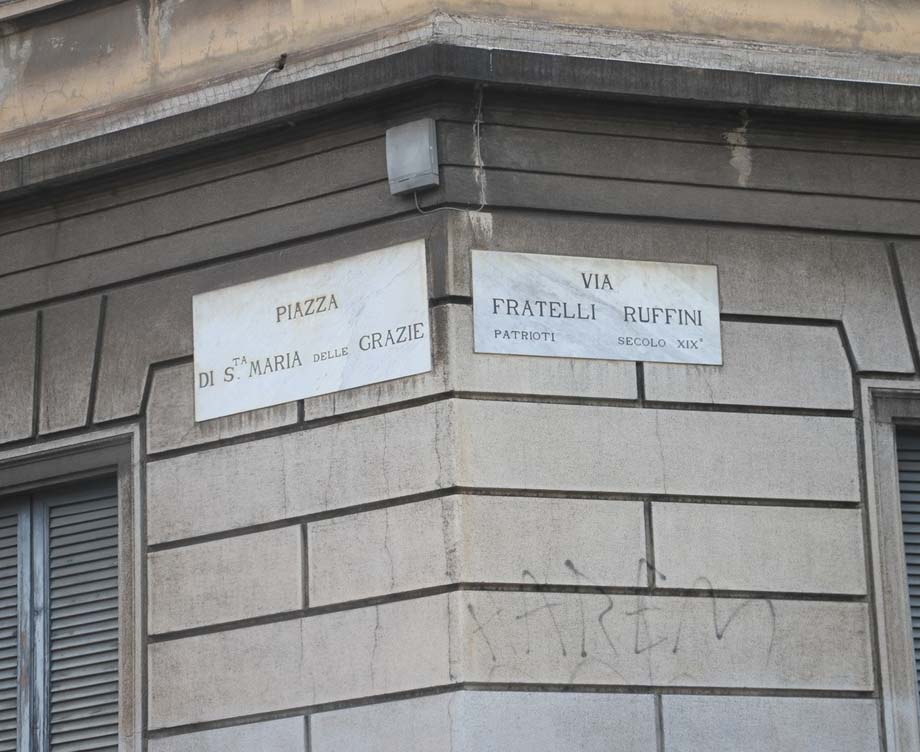 PIAZZA
DI S.TA MARIA DELLE GRAZIE
VIA
FRATELLI RUFFINI
PATRIOTI SECOLO XIX°